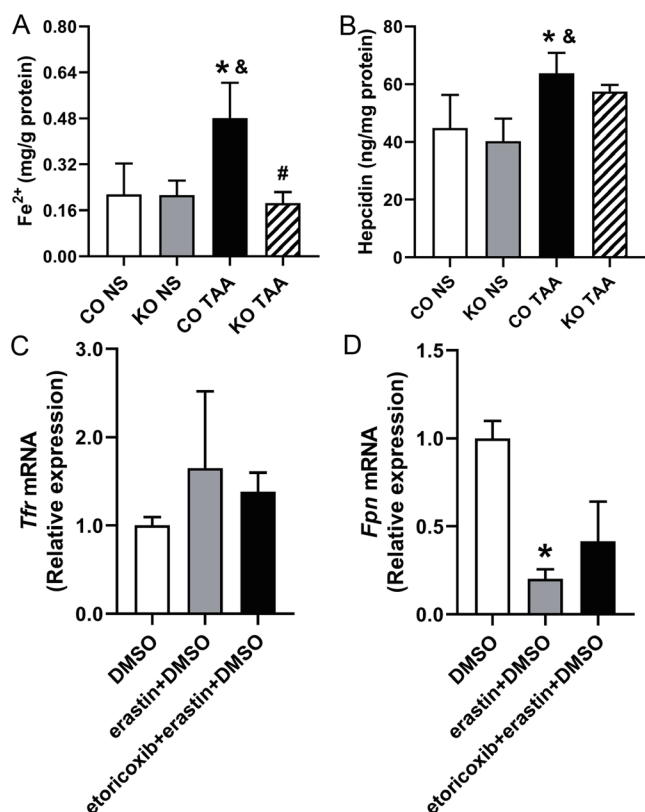 A
Fe2+ (mg/g protein)
0.80
0.64
0.48
0.32
0.16
0.00
* &
#
CO NS
KO NS
CO TAA
KO TAA
B
Hepcidin (ng/mg protein)
80
60
40
20
0
* &
CO NS
KO NS
CO TAA
KO TAA
C
Tfr mRNA
(Relative expression)
3.0
2.0
1.0
0.0
DMSO
erastin+DMSO
etoricoxib+erastin+DMSO
D
Fpn mRNA
(Relative expression)
1.5
1.0
0.5
0.0
*
DMSO
erastin+DMSO
etoricoxib+erastin+DMSO